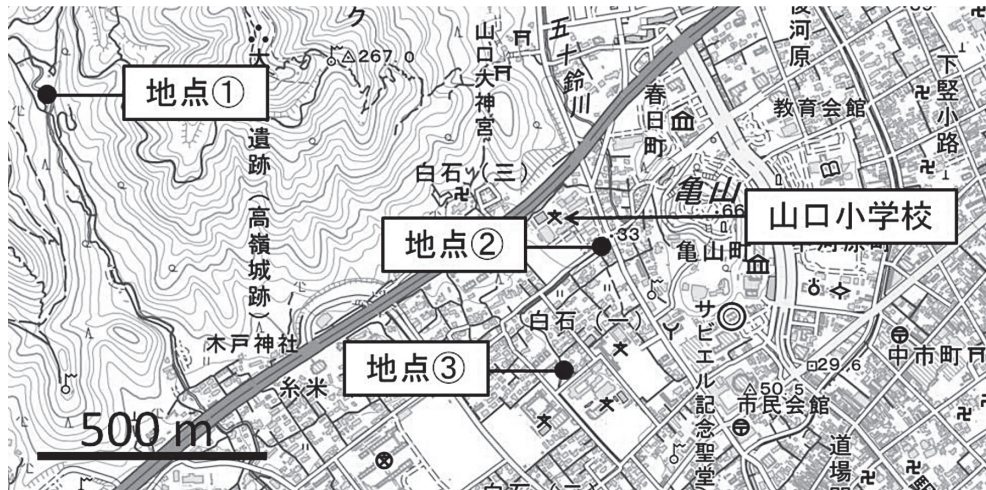 ク
267.0
地点①
大
遺跡(高嶺城跡)
山口大神宮
五十鈴川
春日町
教育会館
下竪小路
白石(三)
亀山
山口小学校
.66
地点②
.33
亀山町
白石(一)
サビエル記念聖堂
木戸神社
地点③
糸米
中市町
29.6
50.5
市民会館
500 m
道場